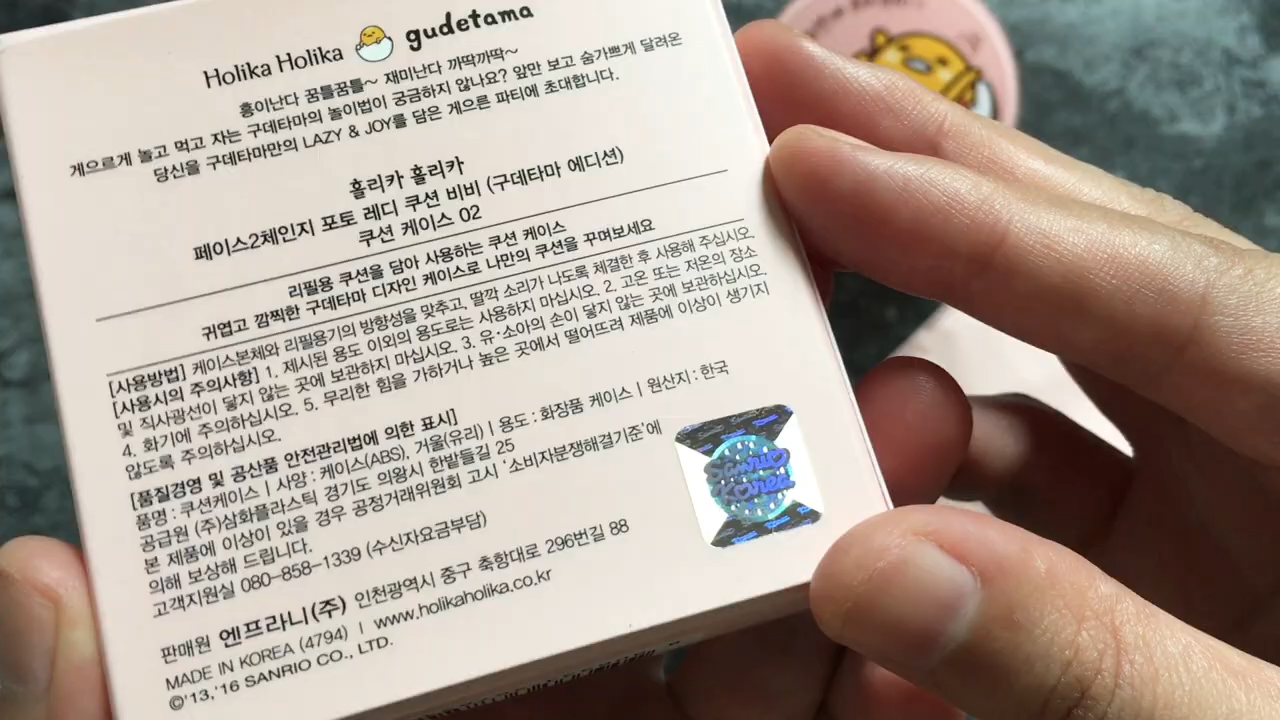 Holika Holika gudetama
흥이난다 꿈틀꿈틀~ 재미난다 까딱까딱~
게으르게 놀고 먹고 자는 구데타마의 놀이법이 궁금하지 않나요? 앞만 보고 숨가쁘게 달려온
당신을 구데타마만의 LAZY & JOY를 담은 게으른 파티에 초대합니다.
홀리카 홀리카
페이스2체인지 포토 레디 쿠션 비비 (구데타마 에디션)
쿠션 케이스 02
리필용 쿠션을 담아 사용하는 쿠션 케이스
귀엽고 깜찍한 구데타마 디자인 케이스로 나만의 쿠션을 꾸며보세요
[사용방법] 케이스본체와 리필용기의 방향성을 맞추고, 딸깍 소리가 나도록 체결한 후 사용해 주십시오.
[사용시의 주의사항] 1. 제시된 용도 이외의 용도로는 사용하지 마십시오. 2. 고온 또는 저온의 장소
및 직사광선이 닿지 않는 곳에 보관하지 마십시오. 3. 유·소아의 손이 닿지 않는 곳에 보관하십시오.
4. 화기에 주의하십시오. 5. 무리한 힘을 가하거나 높은 곳에서 떨어뜨려 제품에 이상이 생기지
않도록 주의하십시오.
[품질경영 및 공산품 안전관리법에 의한 표시]
품명 : 쿠션케이스 | 사양 : 케이스(ABS), 거울(유리) | 용도 : 화장품 케이스 | 원산지 : 한국
공급원 (주)삼화플라스틱 경기도 의왕시 한밭들길 25
본 제품에 이상이 있을 경우 공정거래위원회 고시 '소비자분쟁해결기준'에
의해 보상해 드립니다.
고객지원실 080-858-1339 (수신자요금부담)
판매원 엔프라니(주) 인천광역시 중구 축항대로 296번길 88
MADE IN KOREA (4794) | www.holikaholika.co.kr
©'13,'16 SANRIO CO., LTD.
Sanrio
Korea